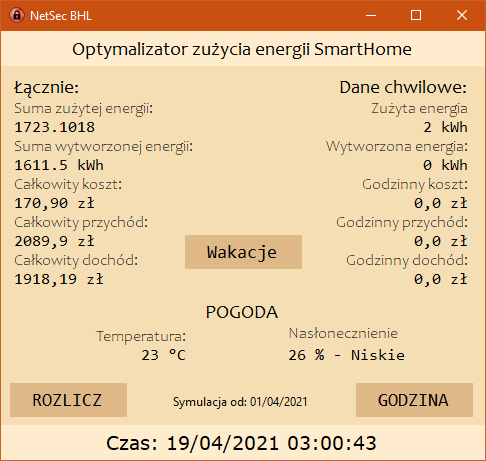 NetSec BHL
Optymalizator zużycia energii SmartHome
Łącznie:
Suma zużytej energii:
1723.1018
Suma wytworzonej energii:
1611.5 kWh
Całkowity koszt:
170,90 zł
Całkowity przychód:
2089,9 zł
Całkowity dochód:
1918,19 zł
Dane chwilowe:
Zużyta energia
2 kWh
Wytworzona energia:
0 kWh
Godzinny koszt:
0,0 zł
Godzinny przychód:
0,0 zł
Godzinny dochód:
0,0 zł
Wakacje
POGODA
Temperatura:
23 °C
Nasłonecznienie
26 % - Niskie
ROZLICZ
Symulacja od: 01/04/2021
GODZINA
Czas: 19/04/2021 03:00:43